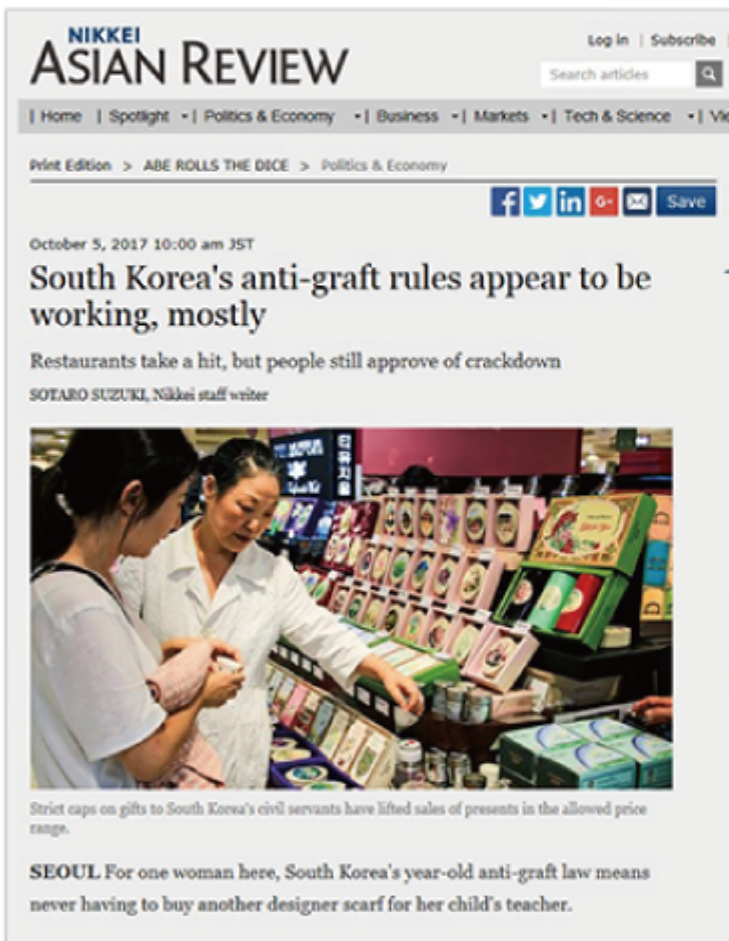 NIKKEI
ASIAN REVIEW
Log in | Subscribe |
Search articles
| Home | Spotlight | Politics & Economy | Business | Markets | Tech & Science | Vie
Print Edition > ABE ROLLS THE DICE > Politics & Economy
Save
October 5, 2017 10:00 am JST
South Korea's anti-graft rules appear to be
working, mostly
Restaurants take a hit, but people still approve of crackdown
SOTARO SUZUKI, Nikkei staff writer
Strict caps on gifts to South Korea's civil servants have lifted sales of presents in the allowed price
range.
SEOUL For one woman here, South Korea's year-old anti-graft law means
never having to buy another designer scarf for her child's teacher.